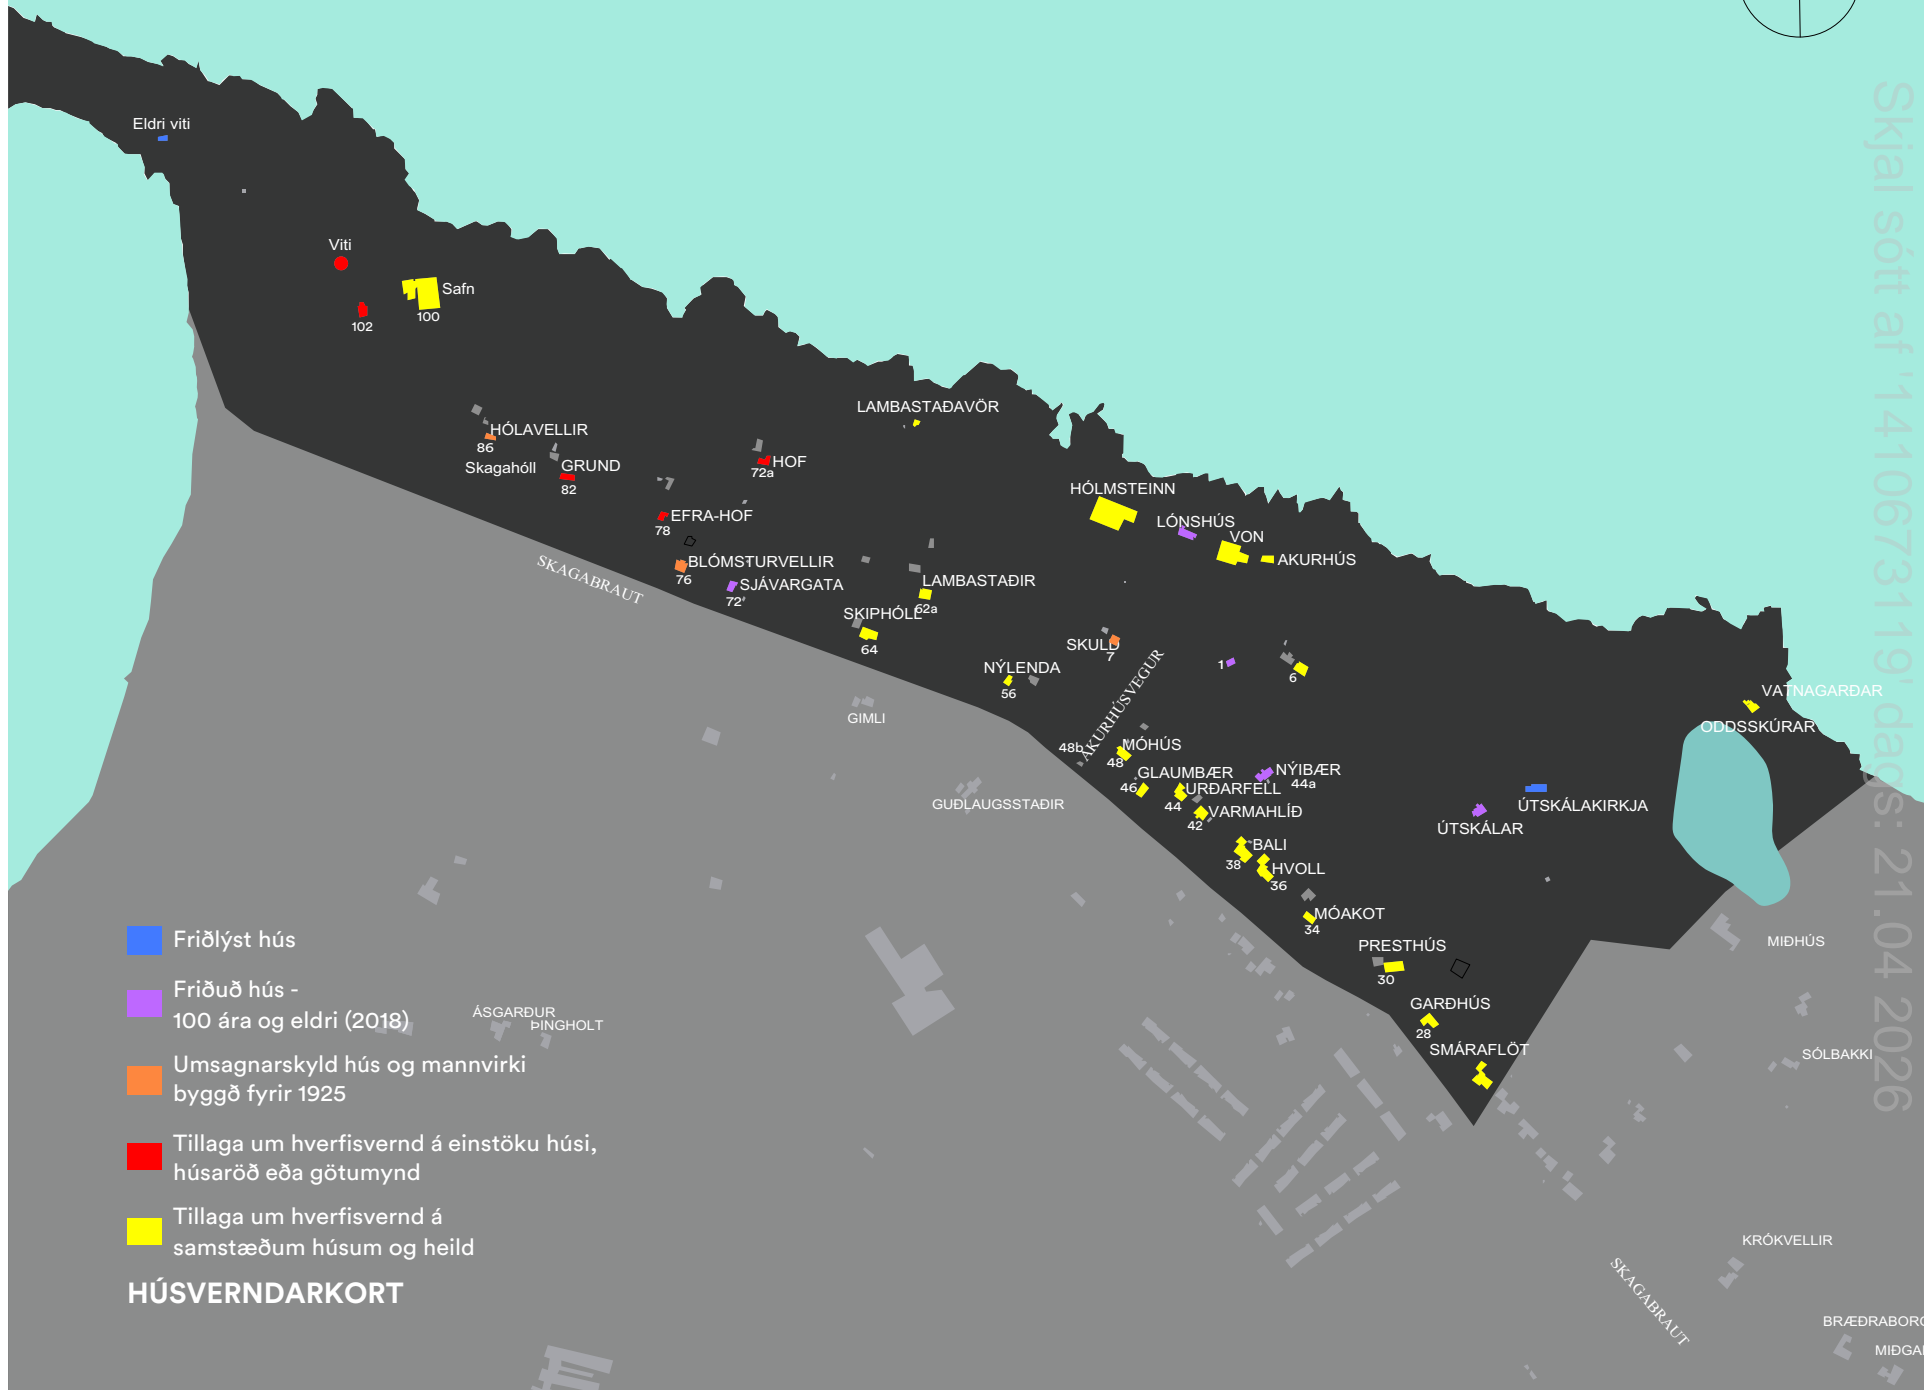 Eldri viti
Viti
Safn
102
100
LAMBASTAÐAVÖR
HÓLAVELLIR
86
Skagahóll
GRUND
82
HOF
72a
EFRA-HOF
78
HÓLMSTEINN
LÓNSHÚS
VON
AKURHÚS
BLÓMSTURVELLIR
76
SJÁVARGATA
72
SKAGABRAUT
LAMBASTAÐIR
62a
SKIPHÓLL
64
SKULD
7
1
6
NÝLENDA
56
AKURHÚSVEGUR
GIMLI
VATNAGARÐAR
ODDSSKÚRAR
48b
MÓHÚS
48
GLAUMBÆR
46
URÐARFELL
44
NÝIBÆR
44a
VARMAHLÍÐ
42
GUÐLAUGSSTAÐIR
ÚTSKÁLAKIRKJA
ÚTSKÁLAR
BALI
38
HVOLL
36
MÓAKOT
34
PRESTHÚS
30
MIÐHÚS
GARÐHÚS
28
SMÁRAFLÖT
SÓLBAKKI
ÁSGARÐUR
ÞINGHOLT
Friðlýst hús
Friðuð hús -
100 ára og eldri (2018)
Umsagnarskyld hús og mannvirki
byggð fyrir 1925
Tillaga um hverfisvernd á einstöku húsi,
húsaröð eða götumynd
Tillaga um hverfisvernd á
samstæðum húsum og heild
HÚSVERNDARKORT
KRÓKVELLIR
SKAGABRAUT
BRÆÐRABORG
MIÐGA
Skjal sótt af '1410673119' dags: 21.04 2026